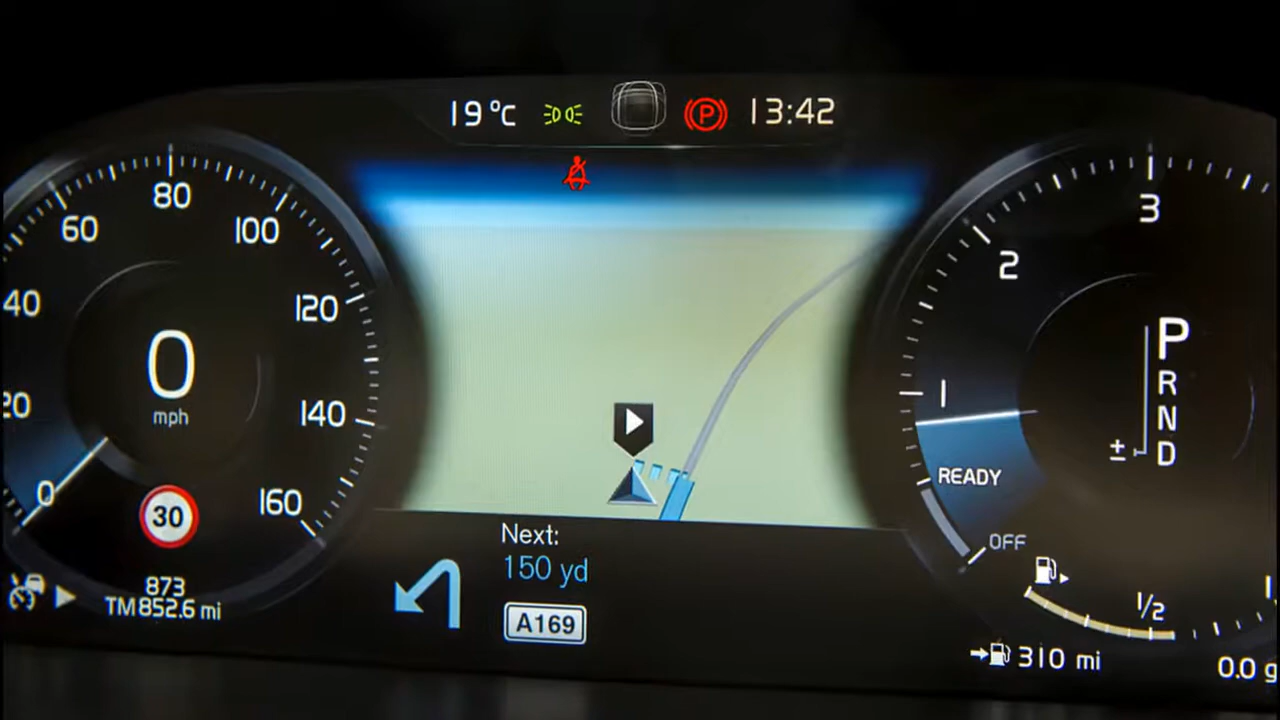 19°C 13:42
20
40
60
80
100
120
140
160
0
0
mph
30
873
TM 852.6 mi
Next:
150 yd
A169
1
2
3
P
R
N
± D
READY
OFF
P
1/2
310 mi
0.0 g